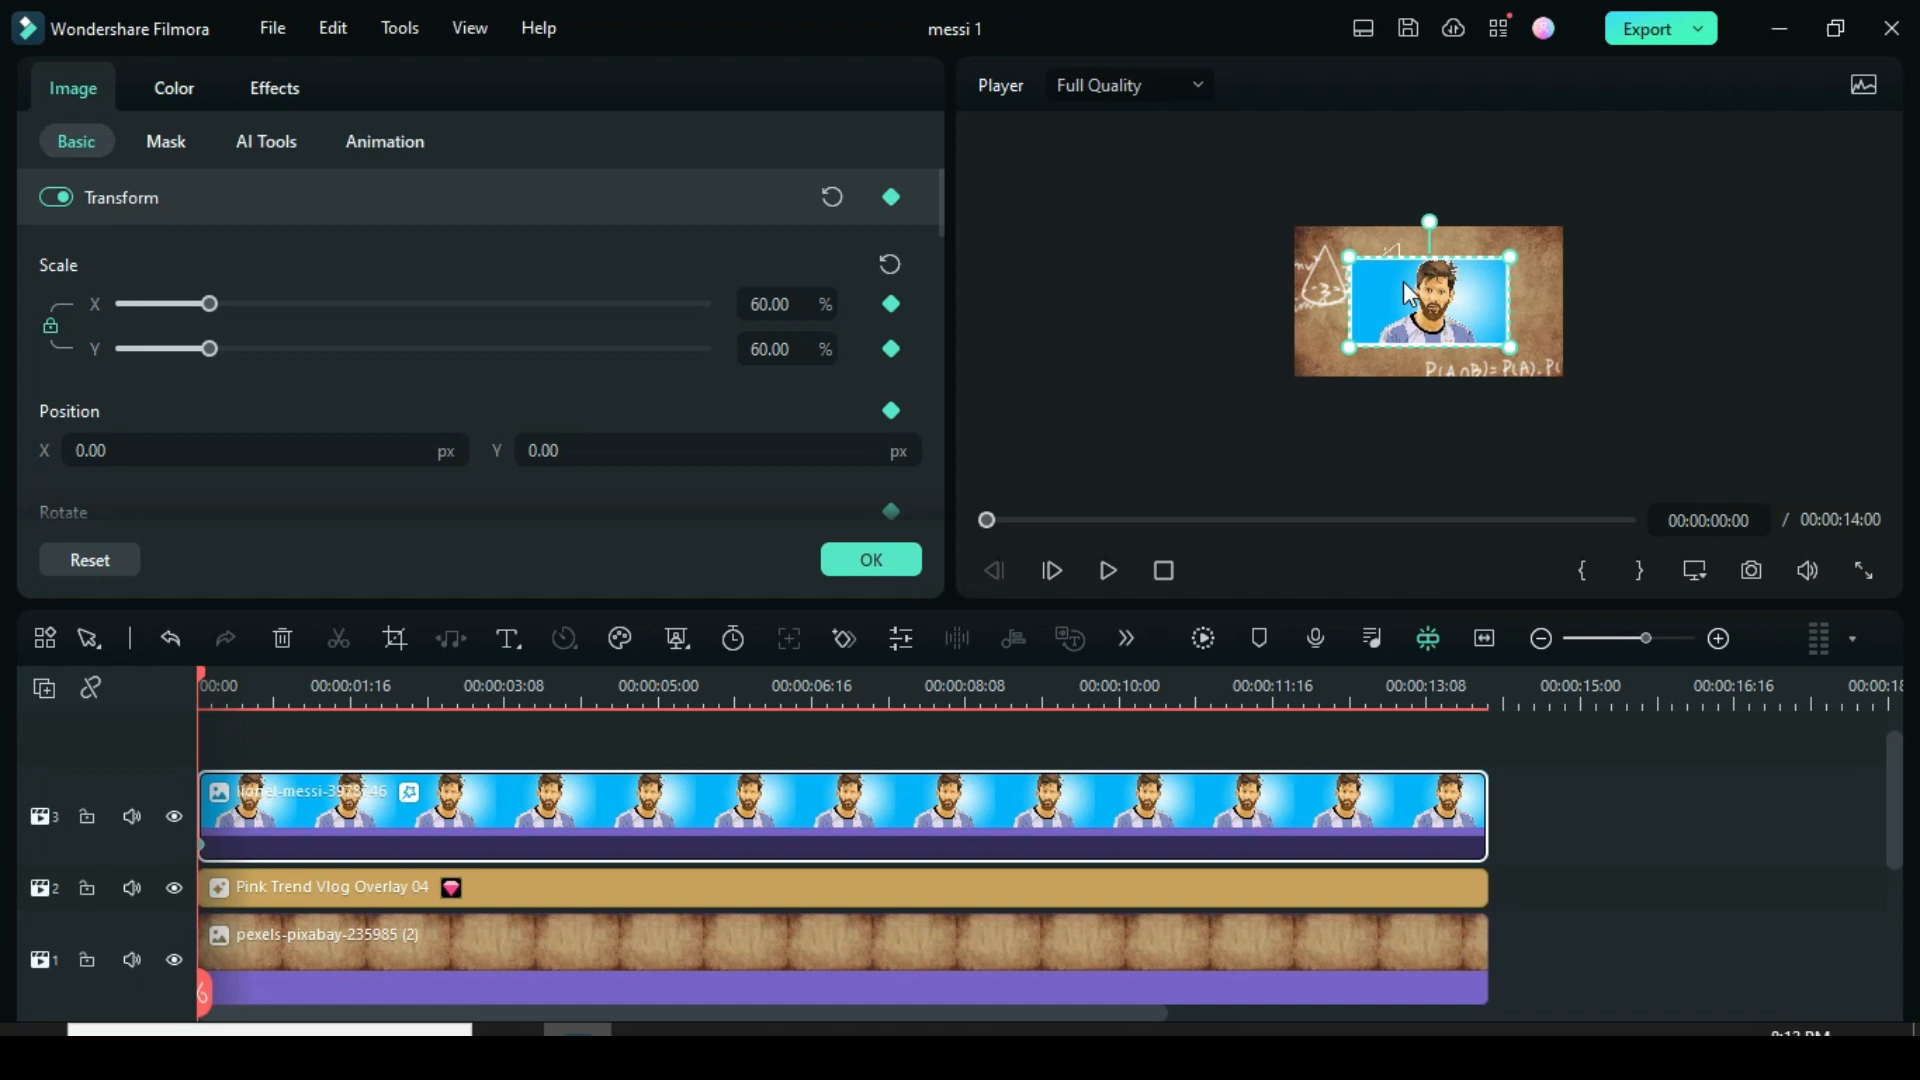 Wondershare Filmora
File
Edit
Tools
View
Help
messi 1
Export
Image
Color
Effects
Player
Full Quality
Basic
Mask
AI Tools
Animation
Transform
Scale
X
60.00
%
Y
60.00
%
Position
X
0.00
px
Y
0.00
px
Rotate
Reset
OK
P(A∩B)= P(A). P(
00:00:00:00
/
00:00:14:00
00:00
00:00:01:16
00:00:03:08
00:00:05:00
00:00:06:16
00:00:08:08
00:00:10:00
00:00:11:16
00:00:13:08
00:00:15:00
00:00:16:16
00:00:18
3
lionel-messi-3978746
2
Pink Trend Vlog Overlay 04
1
pexels-pixabay-235985 (2)
8:12 PM